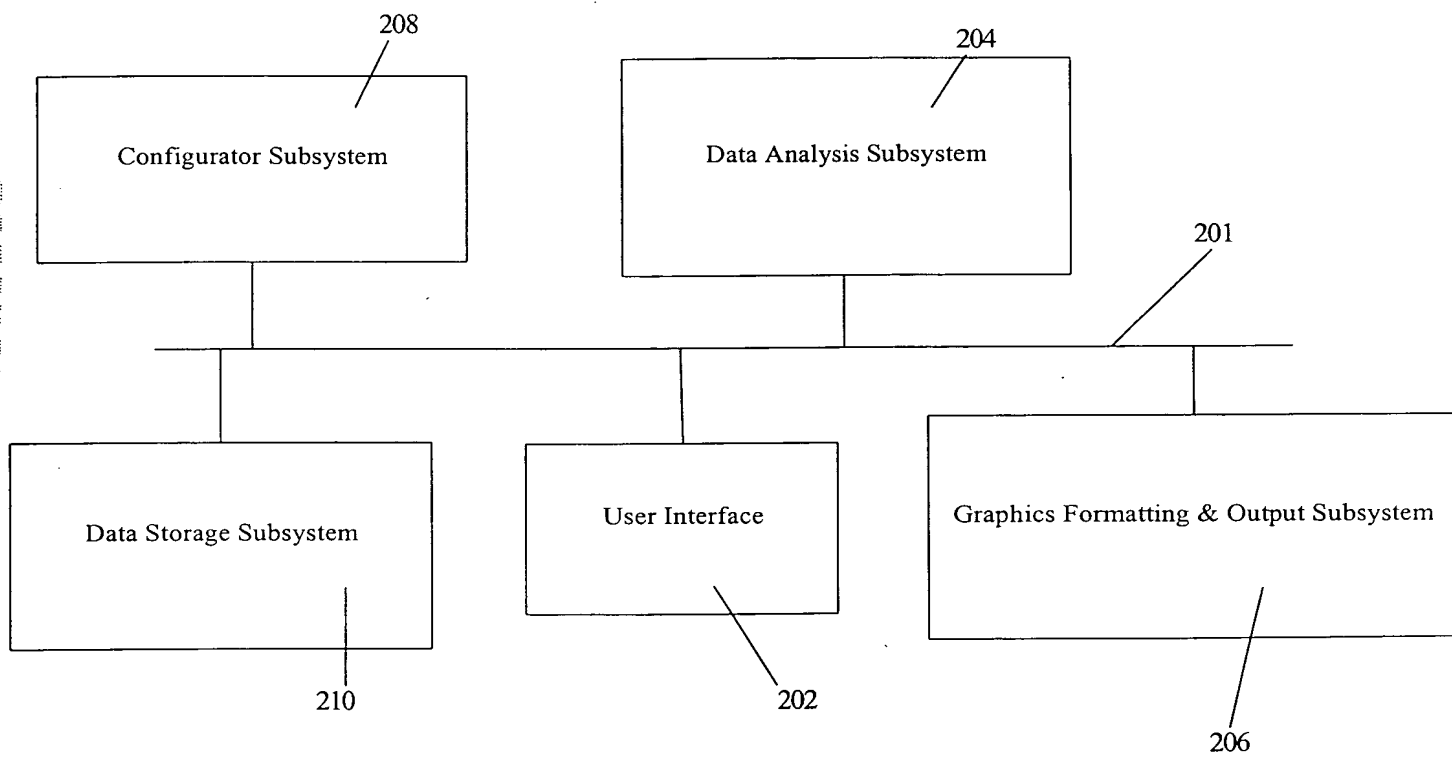 208
204
Configurator Subsystem
Data Analysis Subsystem
201
Data Storage Subsystem
User Interface
Graphics Formatting & Output Subsystem
210
202
206